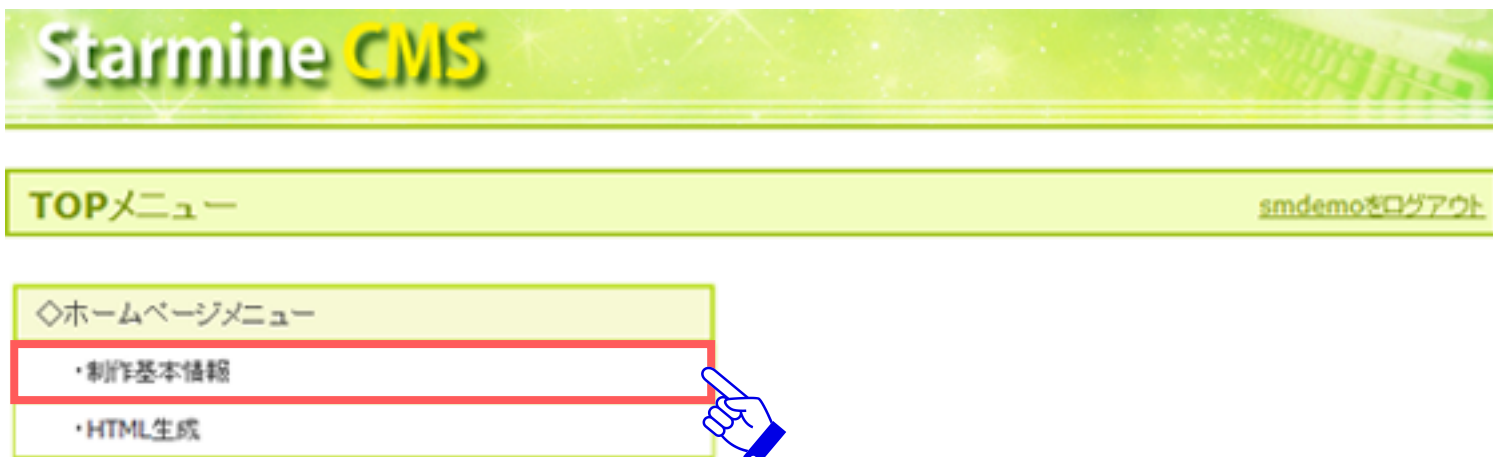 Starmine CMS
TOPメニュー
smdemoをログアウト
◇ホームページメニュー
・制作基本情報
・HTML生成